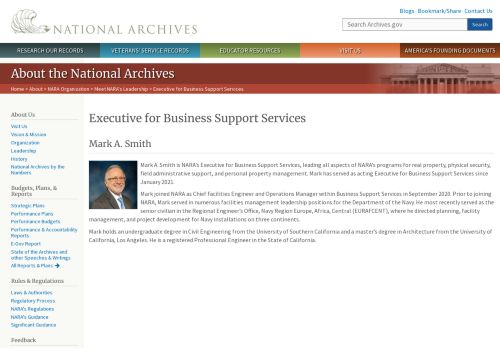 NATIONAL ARCHIVES
Blogs · Bookmark/Share · Contact Us
Search Archives.gov
Search
RESEARCH OUR RECORDS
VETERANS' SERVICE RECORDS
EDUCATOR RESOURCES
VISIT US
AMERICA'S FOUNDING DOCUMENTS
About the National Archives
Home > About > NARA Organization > Meet NARA's Leadership > Executive for Business Support Services
About Us
Visit Us
Vision & Mission
Organization
Leadership
History
National Archives by the
Numbers
Budgets, Plans, &
Reports
Strategic Plans
Performance Plans
Performance Budgets
Performance & Accountability
Reports
E-Gov Report
State of the Archives and
other Speeches & Writings
All Reports & Plans
Rules & Regulations
Laws & Authorities
Regulatory Process
NARA's Regulations
NARA's Guidance
Significant Guidance
Feedback
Executive for Business Support Services
Mark A. Smith
Mark A. Smith is NARA's Executive for Business Support Services, leading all aspects of NARA's programs for real property, physical security,
field administrative support, and personal property management. Mark has served as acting Executive for Business Support Services since
January 2021.
Mark joined NARA as Chief Facilities Engineer and Operations Manager within Business Support Services in September 2020. Prior to joining
NARA, Mark served in numerous facilities management leadership positions for the Department of the Navy. He most recently served as the
senior civilian in the Regional Engineer's Office, Navy Region Europe, Africa, Central (EURAFCENT), where he directed planning, facility
management, and project development for Navy installations on three continents.
Mark holds an undergraduate degree in Civil Engineering from the University of Southern California and a master's degree in Architecture from the University of
California, Los Angeles. He is a registered Professional Engineer in the State of California.